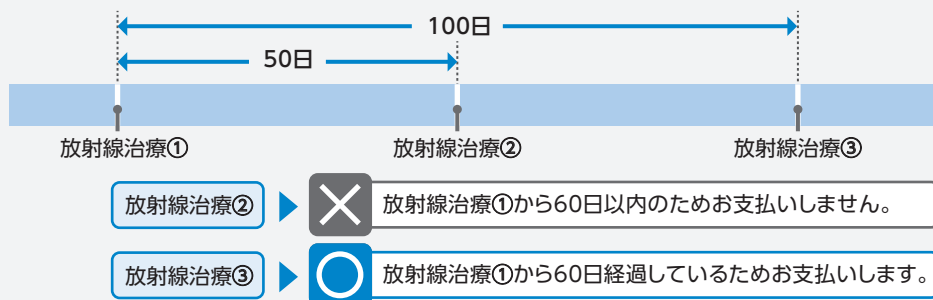 100日
50日
放射線治療① 放射線治療② 放射線治療③
放射線治療② 放射線治療①から60日以内のためお支払いしません。
放射線治療③ 放射線治療①から60日経過しているためお支払いします。